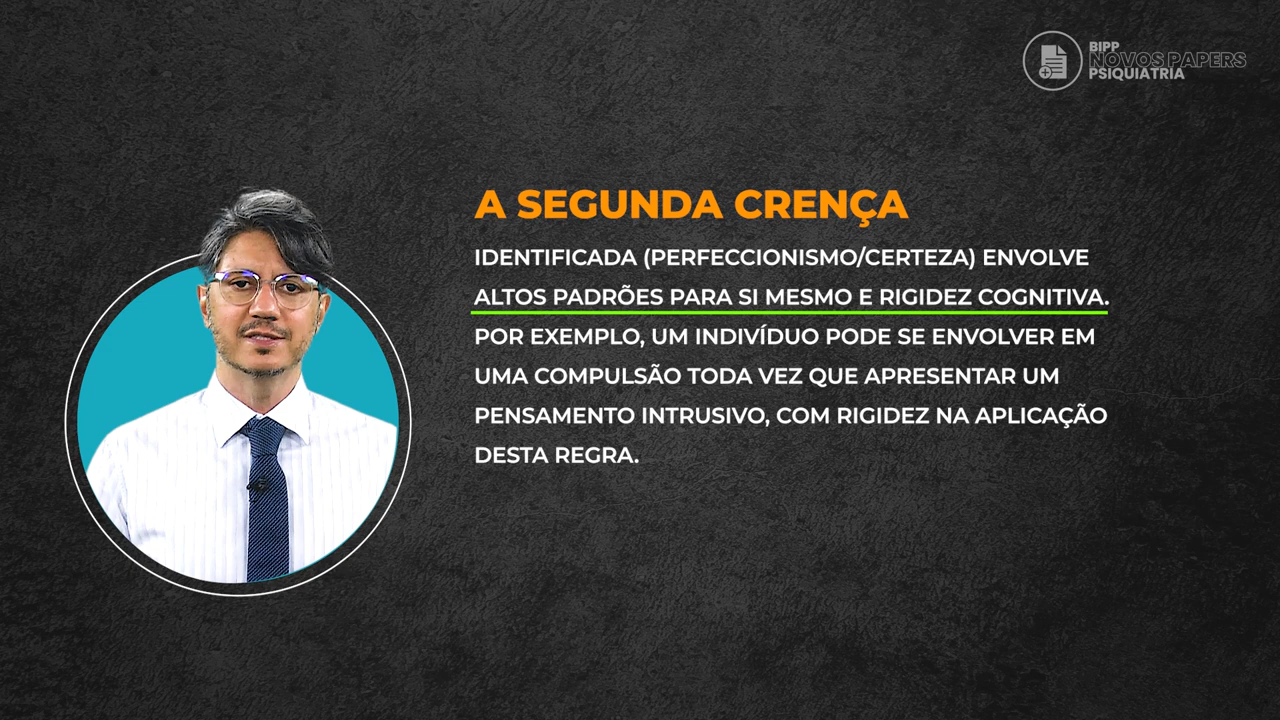 BIPP
NOVOS PAPERS
PSIQUIATRIA
A SEGUNDA CRENÇA
IDENTIFICADA (PERFECCIONISMO/CERTEZA) ENVOLVE
ALTOS PADRÕES PARA SI MESMO E RIGIDEZ COGNITIVA.
POR EXEMPLO, UM INDIVÍDUO PODE SE ENVOLVER EM
UMA COMPULSÃO TODA VEZ QUE APRESENTAR UM
PENSAMENTO INTRUSIVO, COM RIGIDEZ NA APLICAÇÃO
DESTA REGRA.